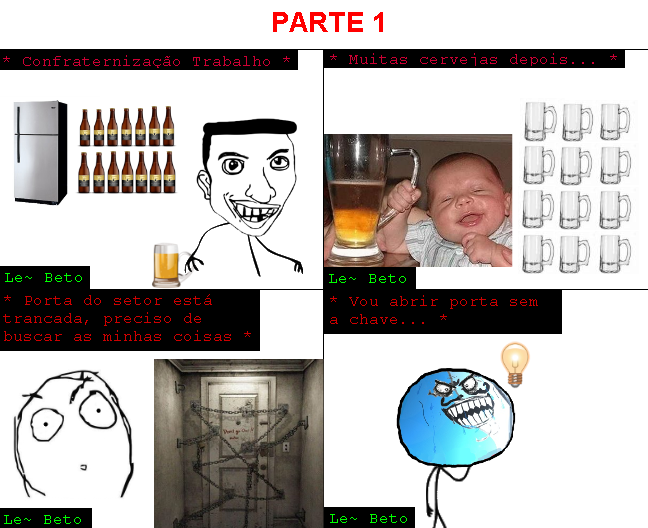 PARTE 1
* Confraternização Trabalho *
* Muitas cervejas depois... *
Le~ Beto
Le~ Beto
* Porta do setor está
trancada, preciso de
buscar as minhas coisas *
* Vou abrir porta sem
a chave... *
Le~ Beto
Le~ Beto